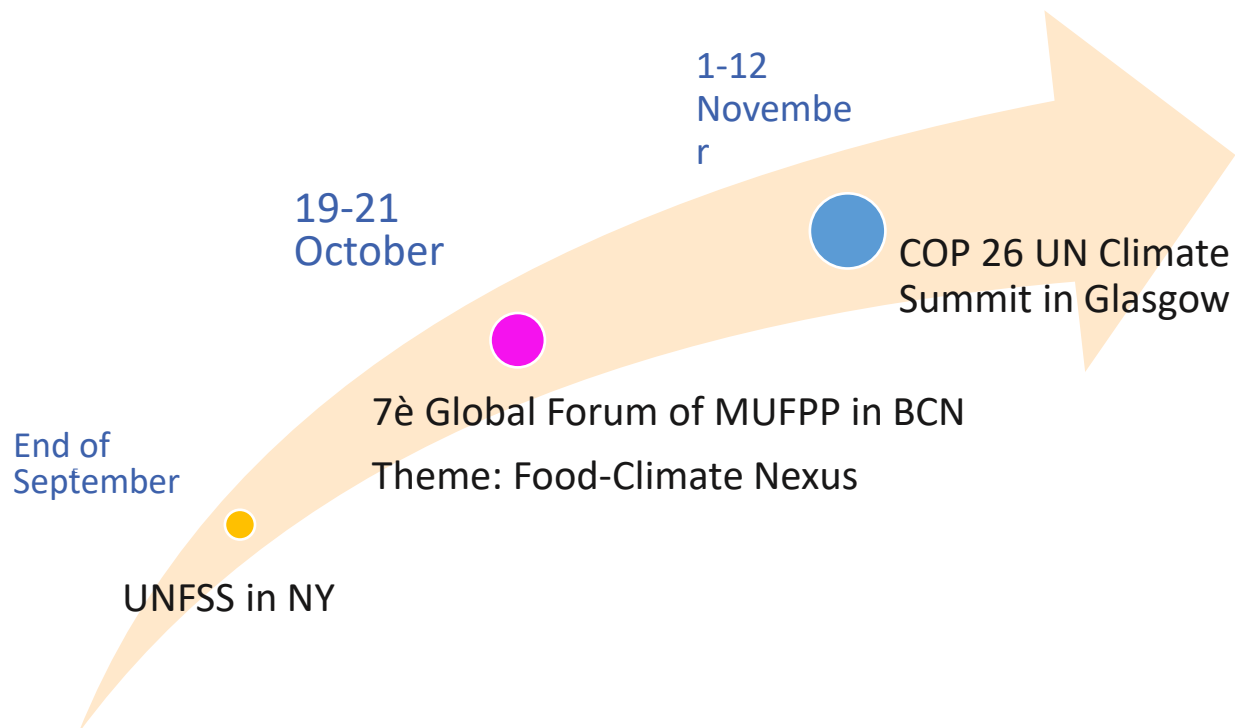 End of
September
UNFSS in NY
19-21
October
7è Global Forum of MUFPP in BCN
Theme: Food-Climate Nexus
1-12
Novembe
r
COP 26 UN Climate
Summit in Glasgow